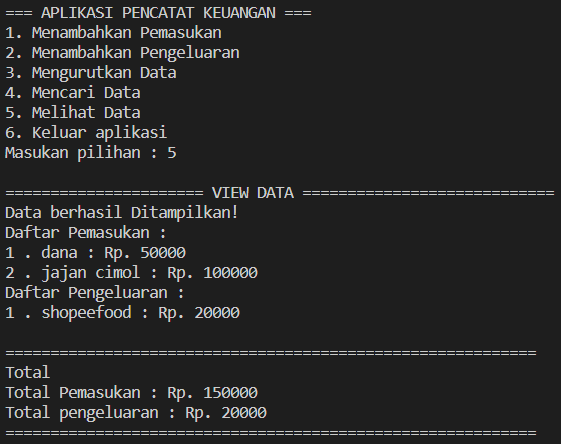 === APLIKASI PENCATAT KEUANGAN ===
1. Menambahkan Pemasukan
2. Menambahkan Pengeluaran
3. Mengurutkan Data
4. Mencari Data
5. Melihat Data
6. Keluar aplikasi
Masukan pilihan : 5
====================== VIEW DATA ============================
Data berhasil Ditampilkan!
Daftar Pemasukan :
1 . dana : Rp. 50000
2 . jajan cimol : Rp. 100000
Daftar Pengeluaran :
1 . shopeefood : Rp. 20000
===========================================================
Total
Total Pemasukan : Rp. 150000
Total pengeluaran : Rp. 20000
===========================================================